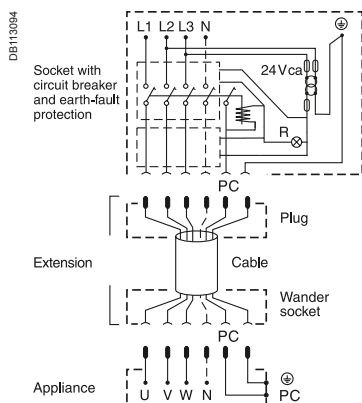 DB113094
L1 L2 L3 N
Socket with
circuit breaker
and earth-fault
protection
24Vca
R
PC
Plug
Extension
Cable
Wander
socket
PC
Appliance
U V W N
PC